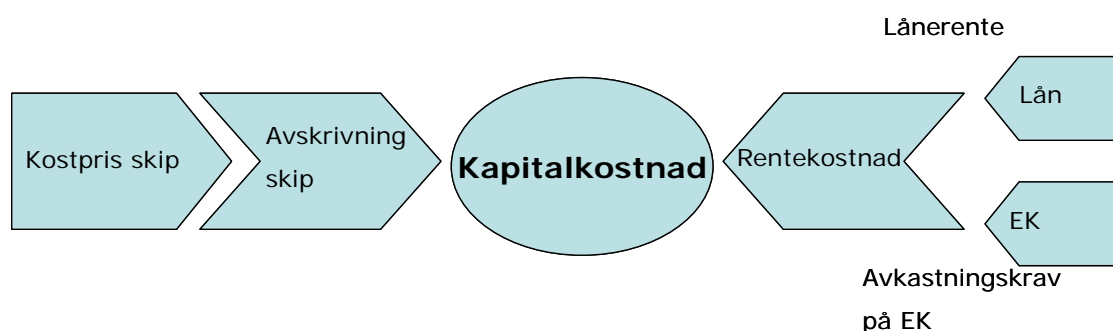 Lånerente
Lån
Kostpris skip
Avskrivning
skip
Kapitalkostnad
Rentekostnad
EK
Avkastningskrav
på EK